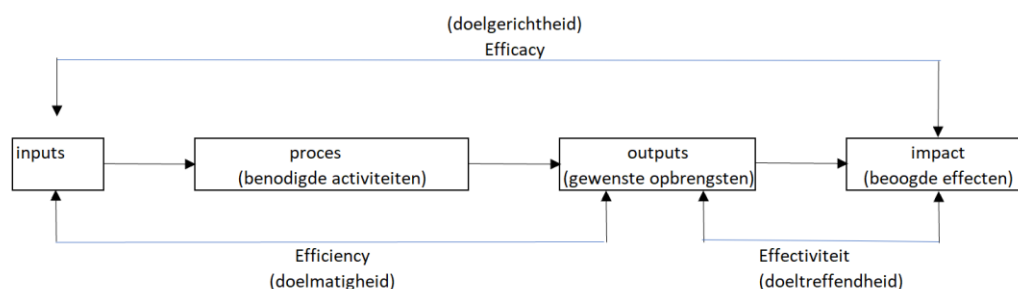 (doelgerichtheid)
Efficacy
inputs
proces
(benodigde activiteiten)
outputs
(gewenste opbrengsten)
impact
(beoogde effecten)
Efficiency
(doelmatigheid)
Effectiviteit
(doeltreffendheid)